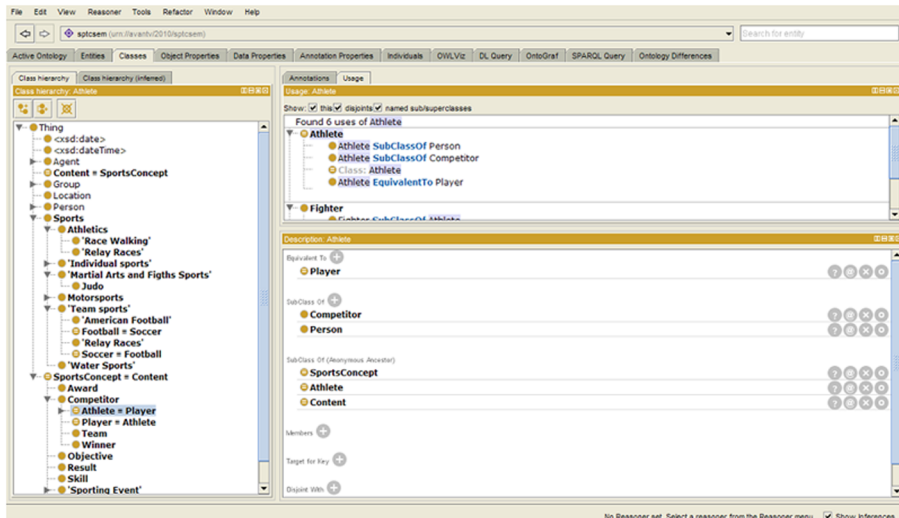 File Edit View Reasoner Tools Refactor Window Help
sptcsem (urn://avantv/2010/sptcsem)
Search for entity
Active Ontology Entities Classes Object Properties Data Properties Annotation Properties Individuals OWLViz DL Query OntoGraf SPARQL Query Ontology Differences
Class hierarchy Class hierarchy (inferred)
Class hierarchy: Athlete
Thing
<xsd:date>
<xsd:dateTime>
Agent
Content ≡ SportsConcept
Group
Location
Person
Sports
Athletics
'Race Walking'
'Relay Races'
'Individual sports'
'Martial Arts and Figths Sports'
Judo
Motorsports
'Team sports'
'American Football'
Football ≡ Soccer
'Relay Races'
Soccer ≡ Football
'Water Sports'
SportsConcept ≡ Content
Award
Competitor
Athlete ≡ Player
Player ≡ Athlete
Team
Winner
Objective
Result
Skill
'Sporting Event'
Annotations Usage
Usage: Athlete
Show: this disjoints named sub/superclasses
Found 6 uses of Athlete
Athlete
Athlete SubClassOf Person
Athlete SubClassOf Competitor
Class: Athlete
Athlete EquivalentTo Player
Fighter
Fighter SubClassOf Athlete
Description: Athlete
Equivalent To
Player
SubClass Of
Competitor
Person
SubClass Of (Anonymous Ancestor)
SportsConcept
Athlete
Content
Members
Target for Key
Disjoint With
No Reasoner set. Select a reasoner from the Reasoner menu Show Inferences